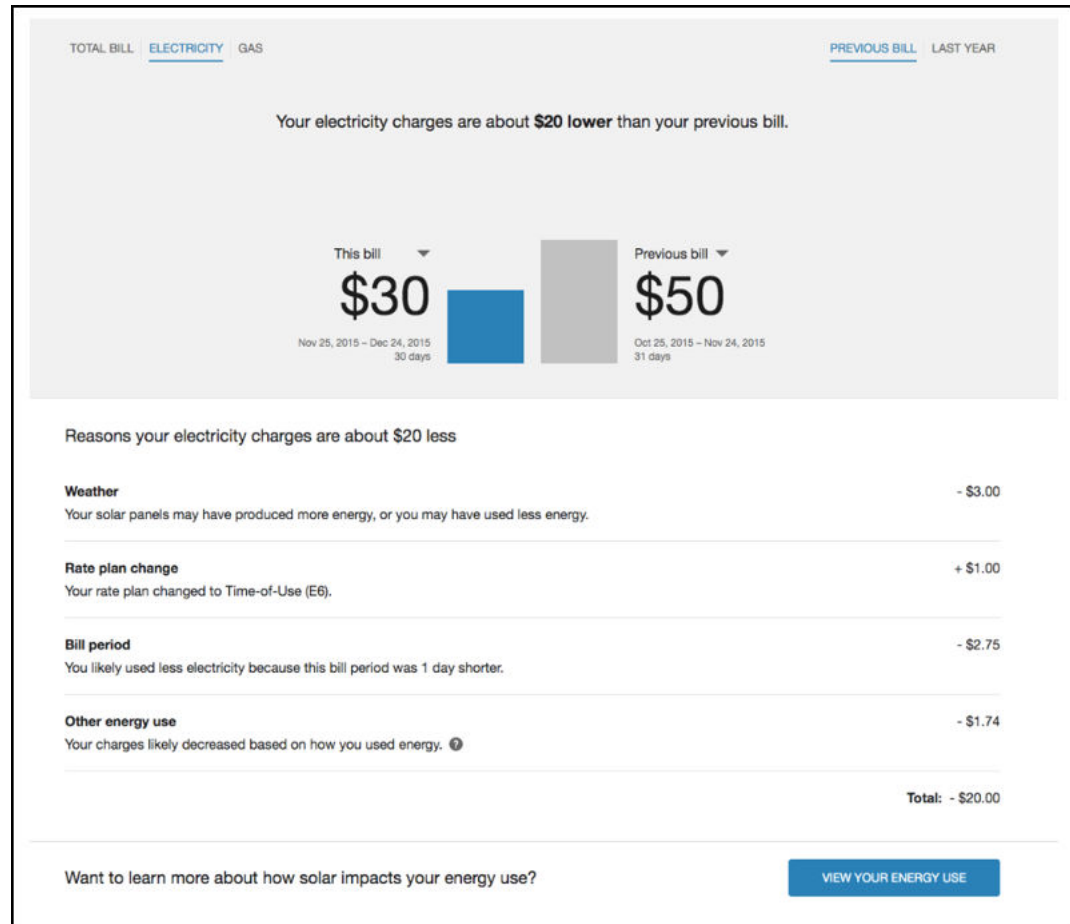 TOTAL BILL ELECTRICITY GAS PREVIOUS BILL LAST YEAR
Your electricity charges are about $20 lower than your previous bill.
This bill
$30
Nov 25, 2015 – Dec 24, 2015
30 days
Previous bill
$50
Oct 25, 2015 – Nov 24, 2015
31 days
Reasons your electricity charges are about $20 less
Weather - $3.00
Your solar panels may have produced more energy, or you may have used less energy.
Rate plan change + $1.00
Your rate plan changed to Time-of-Use (E6).
Bill period - $2.75
You likely used less electricity because this bill period was 1 day shorter.
Other energy use - $1.74
Your charges likely decreased based on how you used energy. ?
Total: - $20.00
Want to learn more about how solar impacts your energy use? VIEW YOUR ENERGY USE